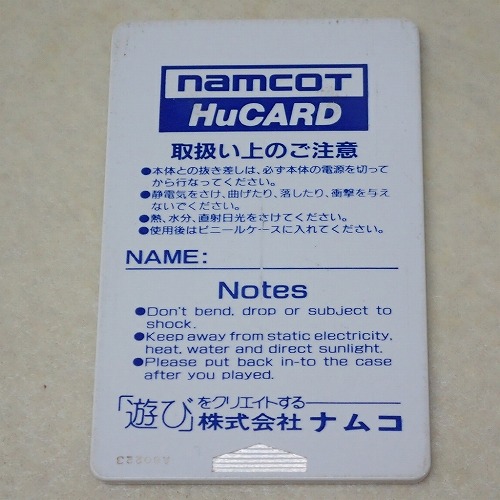 namcot
HuCARD
取扱い上のご注意
●本体との抜き差しは、必ず本体の電源を切って
から行なってください。
●静電気をさけ、曲げたり、落したり、衝撃を与え
ないでください。
●熱、水分、直射日光をさけてください。
●使用後はビニールケースに入れてください。
NAME:
Notes
●Don't bend, drop or subject to
shock.
●Keep away from static electricity,
heat, water and direct sunlight.
●Please put back in-to the case
after you played.
「遊び」をクリエイトする
株式会社 ナムコ